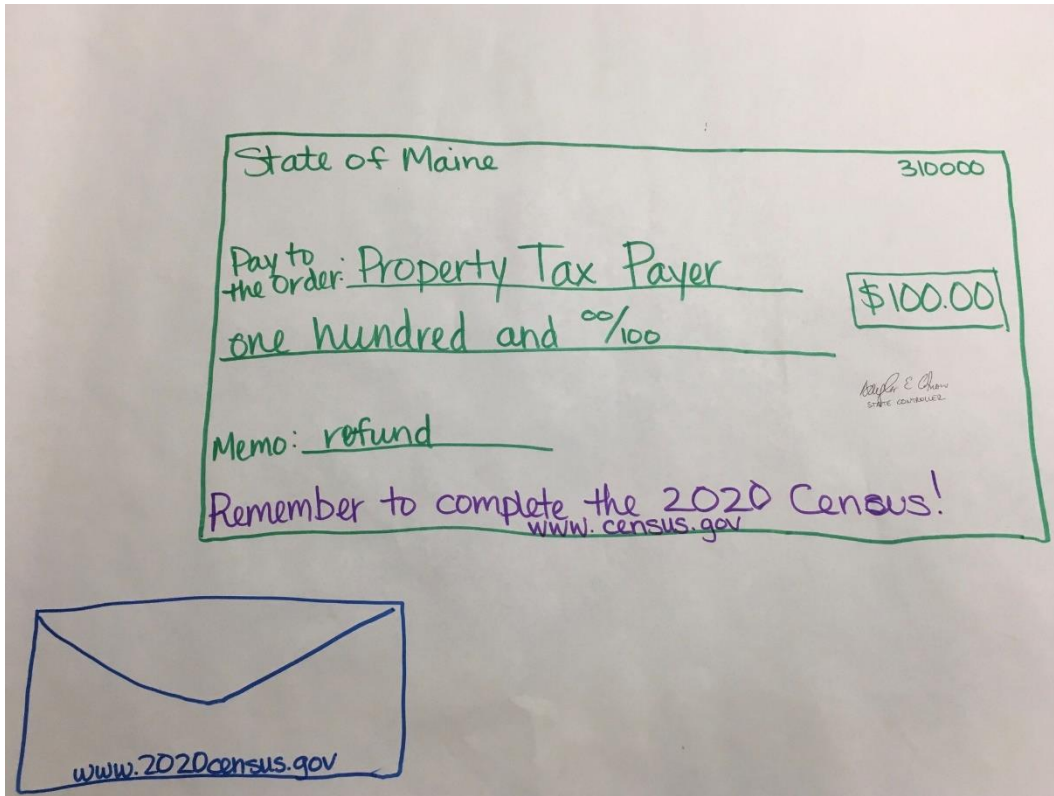 State of Maine
310000
Pay to the Order: Property Tax Payer
$100.00
one hundred and 00/100
STATE CONTROLLER
Memo: refund
Remember to complete the 2020 Census!
www.census.gov
www.2020census.gov